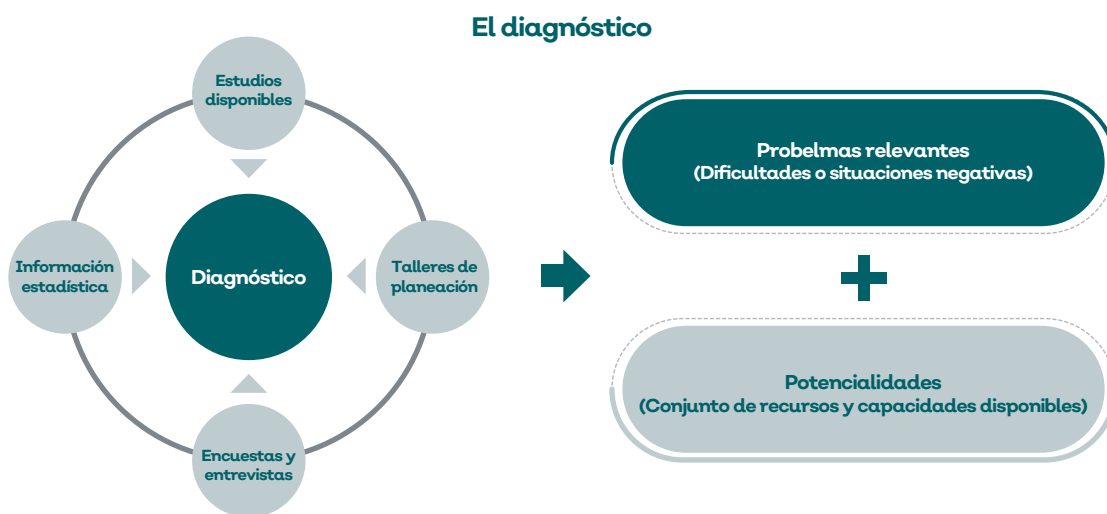 El diagnóstico
Estudios
disponibles
Información
estadística
Diagnóstico
Talleres de
planeación
Encuestas y
entrevistas
Probelmas relevantes
(Dificultades o situaciones negativas)
Potencialidades
(Conjunto de recursos y capacidades disponibles)